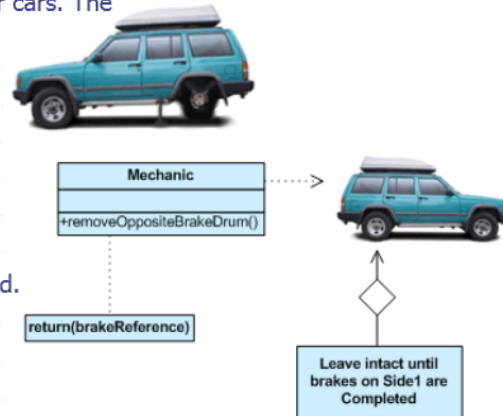 r cars. The
Mechanic
+removeOppositeBrakeDrum()
d.
return(brakeReference)
Leave intact until
brakes on Side1 are
Completed